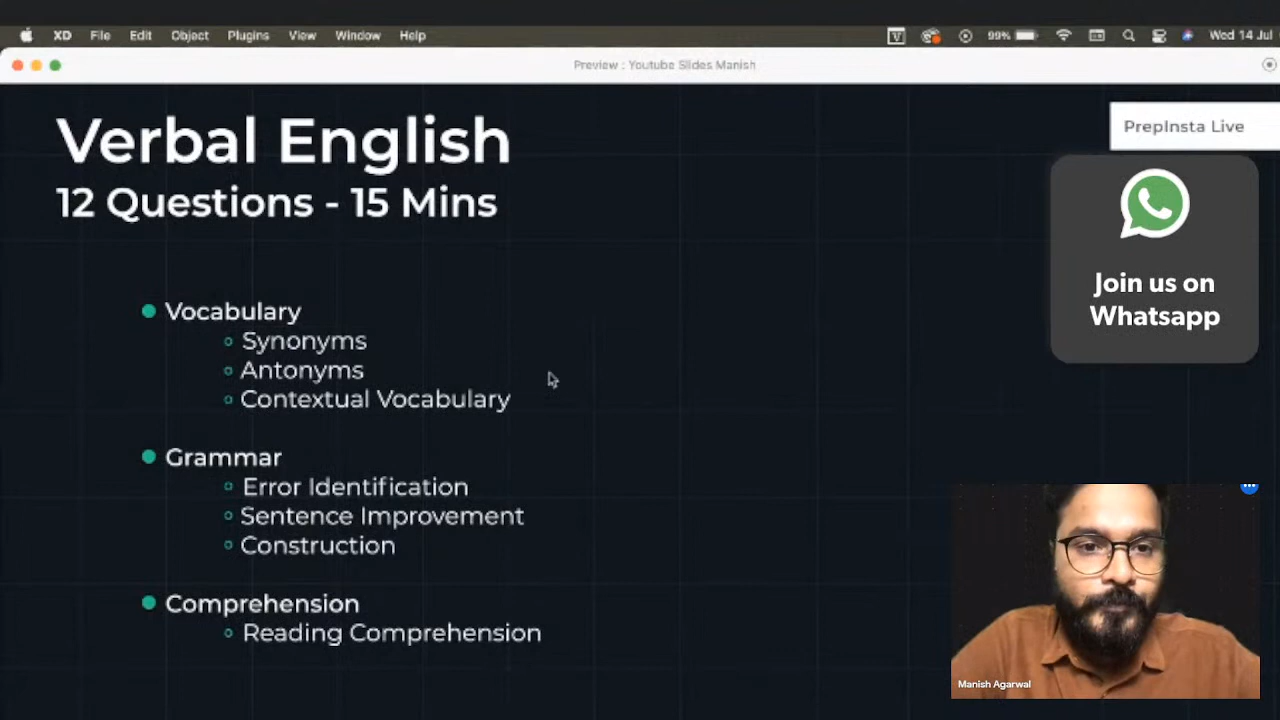 XD File Edit Object Plugins View Window Help 99% Wed 14 Jul
Preview : Youtube Slides Manish
Verbal English
12 Questions - 15 Mins
PrepInsta Live
Join us on
Whatsapp
Vocabulary
Synonyms
Antonyms
Contextual Vocabulary
Grammar
Error Identification
Sentence Improvement
Construction
Comprehension
Reading Comprehension
Manish Agarwal